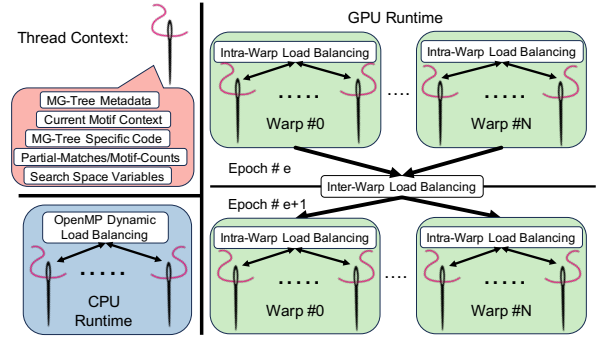 Thread Context:
MG-Tree Metadata
Current Motif Context
MG-Tree Specific Code
Partial-Matches/Motif-Counts
Search Space Variables
OpenMP Dynamic
Load Balancing
.....
CPU
Runtime
GPU Runtime
Intra-Warp Load Balancing
.....
Warp #0
....
Intra-Warp Load Balancing
.....
Warp #N
Epoch # e
Inter-Warp Load Balancing
Epoch # e+1
Intra-Warp Load Balancing
.....
Warp #0
....
Intra-Warp Load Balancing
.....
Warp #N